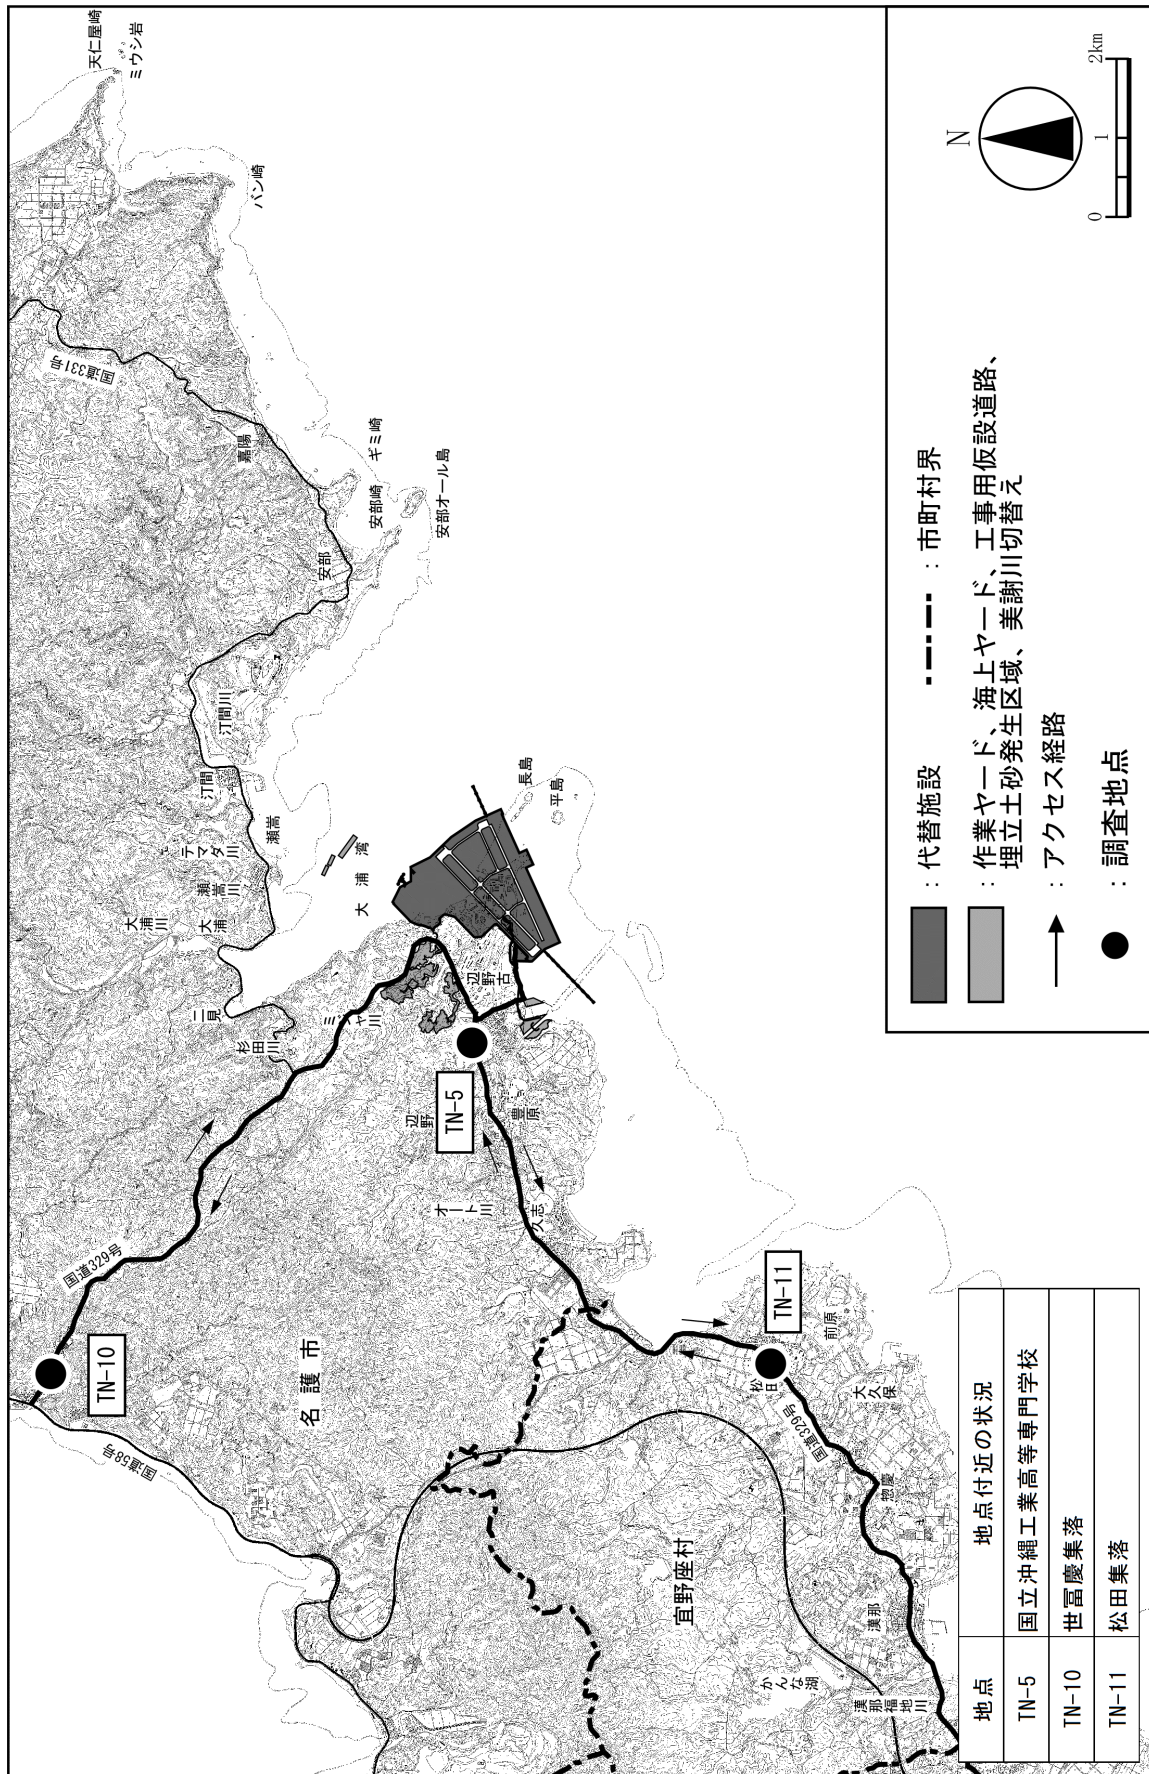 天仁屋崎
ミウシ岩
バン崎
国道331号
嘉陽
ギミ崎
安部崎
安部オール島
安部
汀間川
汀間
テマダ川
瀬嵩
瀬嵩川
大浦川
大浦
大浦湾
長島
平島
二見
杉田川
辺野古
国道329号
TN-10
辺野
TN-5
豊原
オートト川
久志
名護市
国道58号
TN-11
松田
前原
大久保
国道329号
惣慶
宜野座村
漢那
かんな湖
漢那福地川
N
0 1 2km
：代替施設
：市町村界
：作業ヤード、海上ヤード、工事用仮設道路、
埋立土砂発生区域、美謝川切替え
：アクセス経路
：調査地点
地点 地点付近の状況
TN-5 国立沖縄工業高等専門学校
TN-10 世冨慶集落
TN-11 松田集落